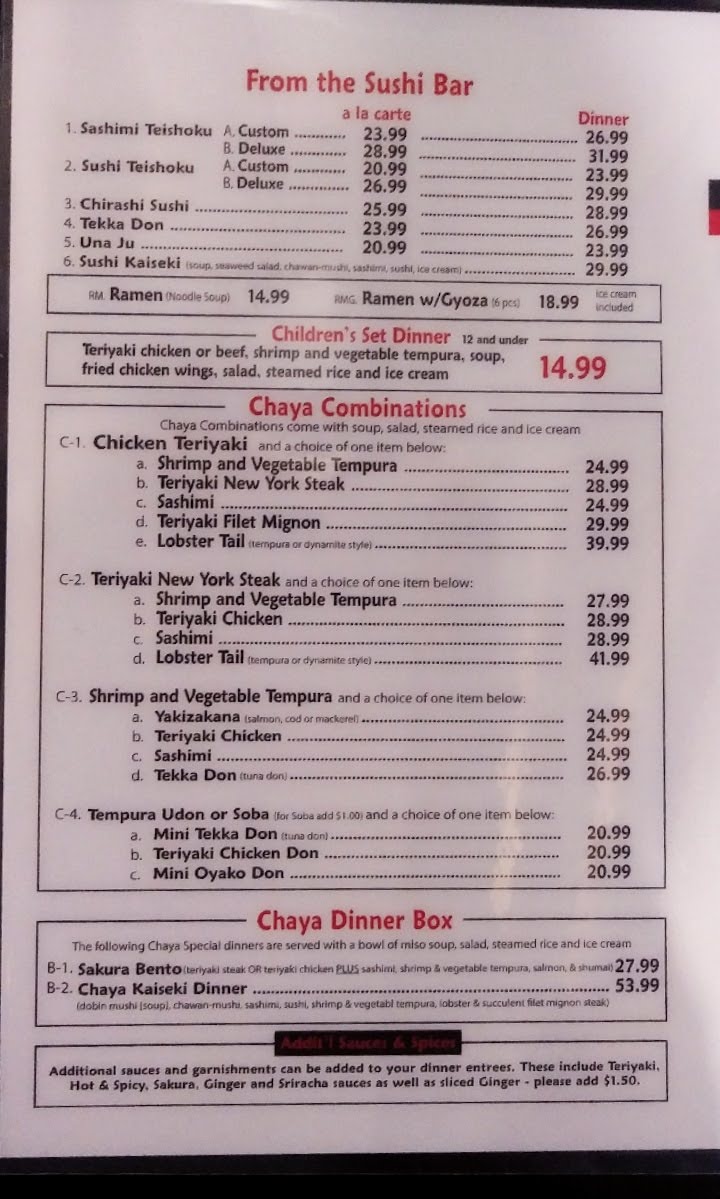 From the Sushi Bar
a la carte Dinner
1. Sashimi Teishoku A. Custom ............ 23.99 ........................................ 26.99
B. Deluxe ............ 28.99 ........................................ 31.99
2. Sushi Teishoku A. Custom ............ 20.99 ........................................ 23.99
B. Deluxe ............ 26.99 ........................................ 29.99
3. Chirashi Sushi ........................................ 25.99 ........................................ 28.99
4. Tekka Don ........................................ 23.99 ........................................ 26.99
5. Una Ju ........................................ 20.99 ........................................ 23.99
6. Sushi Kaiseki (soup, seaweed salad, chawan-mushi, sashimi, sushi, ice cream) ............................ 29.99
RM. Ramen (Noodle Soup) 14.99 RMG. Ramen w/Gyoza (6 pcs) 18.99 ice cream included
Children's Set Dinner 12 and under
Teriyaki chicken or beef, shrimp and vegetable tempura, soup,
fried chicken wings, salad, steamed rice and ice cream 14.99
Chaya Combinations
Chaya Combinations come with soup, salad, steamed rice and ice cream
C-1. Chicken Teriyaki and a choice of one item below:
a. Shrimp and Vegetable Tempura ........................................ 24.99
b. Teriyaki New York Steak ........................................ 28.99
c. Sashimi ........................................ 24.99
d. Teriyaki Filet Mignon ........................................ 29.99
e. Lobster Tail (tempura or dynamite style) ........................................ 39.99
C-2. Teriyaki New York Steak and a choice of one item below:
a. Shrimp and Vegetable Tempura ........................................ 27.99
b. Teriyaki Chicken ........................................ 28.99
c. Sashimi ........................................ 28.99
d. Lobster Tail (tempura or dynamite style) ........................................ 41.99
C-3. Shrimp and Vegetable Tempura and a choice of one item below:
a. Yakizakana (salmon, cod or mackerel) ........................................ 24.99
b. Teriyaki Chicken ........................................ 24.99
c. Sashimi ........................................ 24.99
d. Tekka Don (tuna don) ........................................ 26.99
C-4. Tempura Udon or Soba (for Soba add $1.00) and a choice of one item below:
a. Mini Tekka Don (tuna don) ........................................ 20.99
b. Teriyaki Chicken Don ........................................ 20.99
c. Mini Oyako Don ........................................ 20.99
Chaya Dinner Box
The following Chaya Special dinners are served with a bowl of miso soup, salad, steamed rice and ice cream
B-1. Sakura Bento (teriyaki steak OR teriyaki chicken PLUS sashimi, shrimp & vegetable tempura, salmon, & shumai) 27.99
B-2. Chaya Kaiseki Dinner ........................................ 53.99
(dobin mushi [soup), chawan-mushi, sashimi, sushi, shrimp & vegetabl tempura, lobster & succulent filet mignon steak)
Addit'l Sauces & Spices
Additional sauces and garnishments can be added to your dinner entrees. These include Teriyaki,
Hot & Spicy, Sakura, Ginger and Sriracha sauces as well as sliced Ginger - please add $1.50.